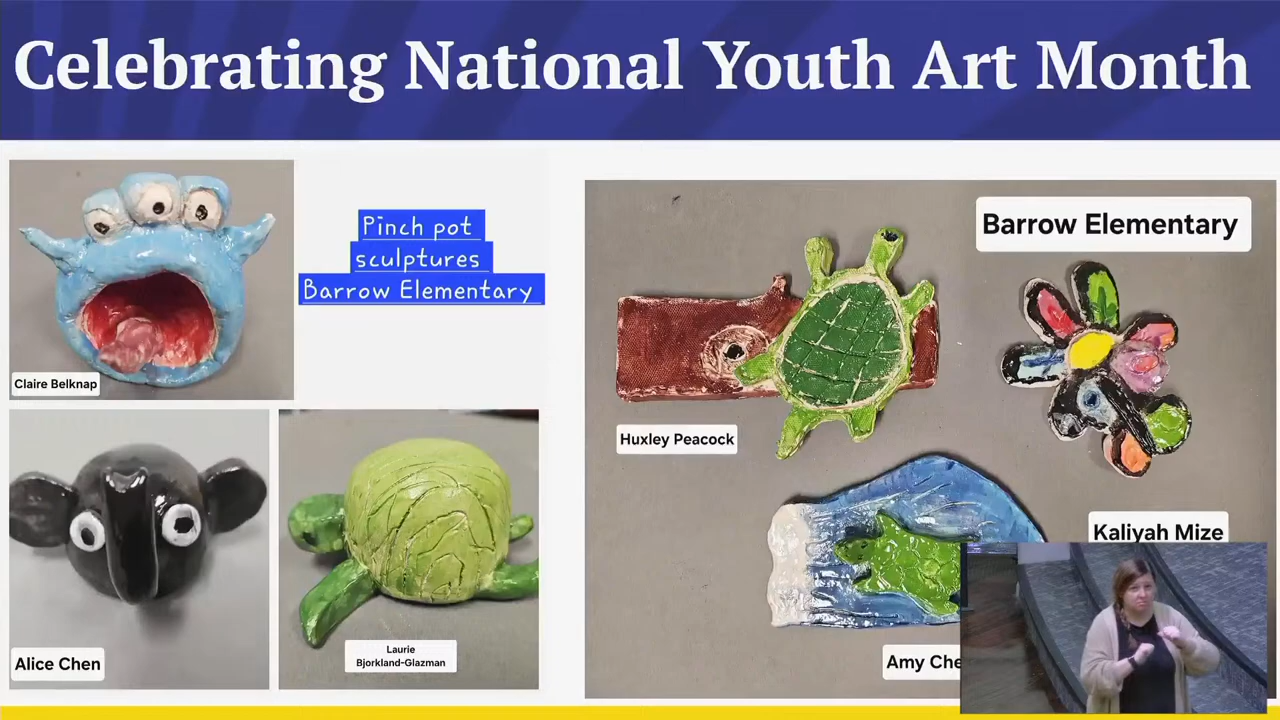 Celebrating National Youth Art Month
Pinch pot
sculptures
Barrow Elementary
Claire Belknap
Alice Chen
Laurie
Bjorkland-Glazman
Barrow Elementary
Huxley Peacock
Kaliyah Mize
Amy